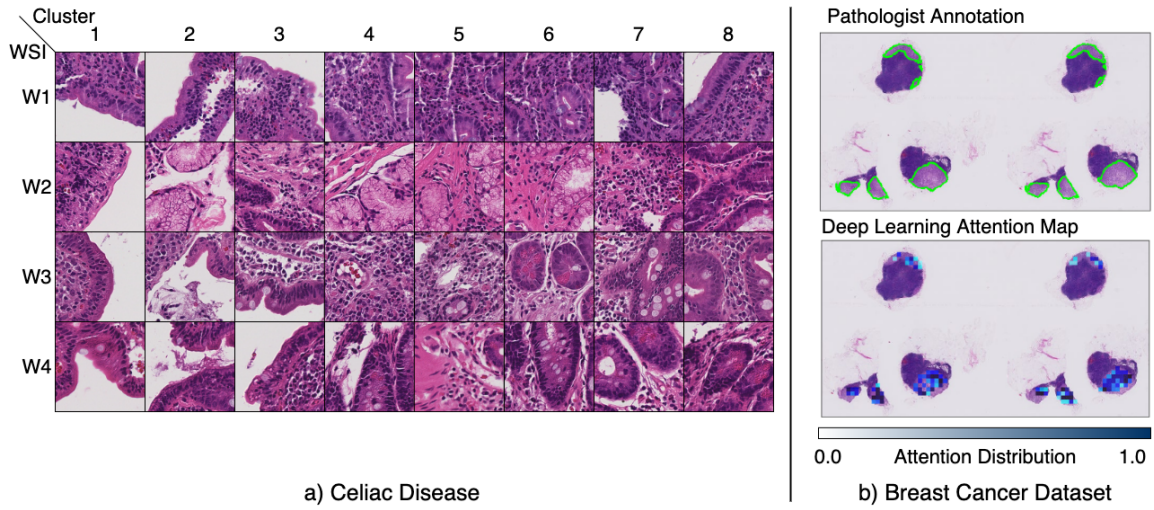 Cluster
1 2 3 4 5 6 7 8
WSI
W1
W2
W3
W4
a) Celiac Disease
Pathologist Annotation
Deep Learning Attention Map
0.0 Attention Distribution 1.0
b) Breast Cancer Dataset